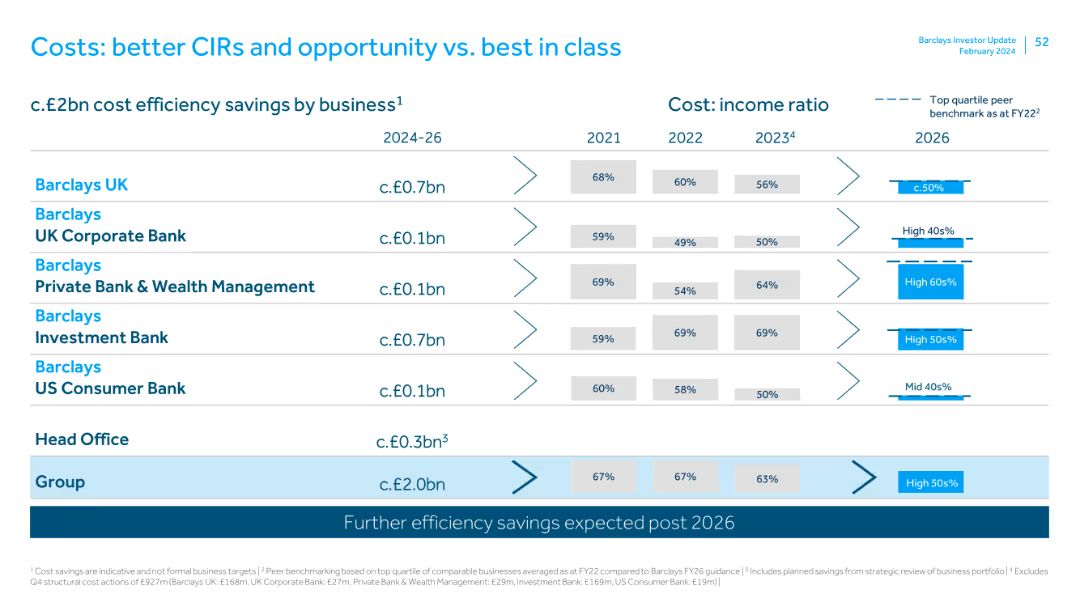 Costs: better CIRs and opportunity vs. best in class
Barclays Investor Update
February 2024
52
c.£2bn cost efficiency savings by business1
Cost: income ratio
Top quartile peer
benchmark as at FY22²
2024-26 2021 2022 2023⁴ 2026
Barclays UK c.£0.7bn 68% 60% 56% c.50%
Barclays
UK Corporate Bank c.£0.1bn 59% 49% 50% High 40s%
Barclays
Private Bank & Wealth Management c.£0.1bn 69% 54% 64% High 60s%
Barclays
Investment Bank c.£0.7bn 59% 69% 69% High 50s%
Barclays
US Consumer Bank c.£0.1bn 60% 58% 50% Mid 40s%
Head Office c.£0.3bn³
Group c.£2.0bn 67% 67% 63% High 50s%
Further efficiency savings expected post 2026
¹ Cost savings are indicative and not formal business targets | ² Peer benchmarking based on top quartile of comparable businesses averaged as at FY22 compared to Barclays FY26 guidance | ³ Includes planned savings from strategic review of business portfolio | ⁴ Excludes
Q4 structural cost actions of £927m (Barclays UK: £168m, UK Corporate Bank: £27m, Private Bank & Wealth Management: £29m, Investment Bank: £169m, US Consumer Bank: £19m) |